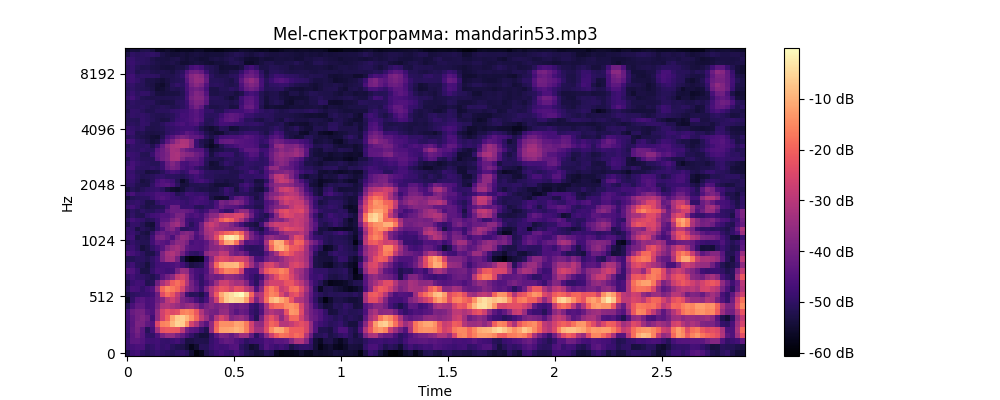 Mel-спектрограмма: mandarin53.mp3
8192
4096
2048
1024
512
0
Hz
0 0.5 1 1.5 2 2.5
Time
-10 dB
-20 dB
-30 dB
-40 dB
-50 dB
-60 dB